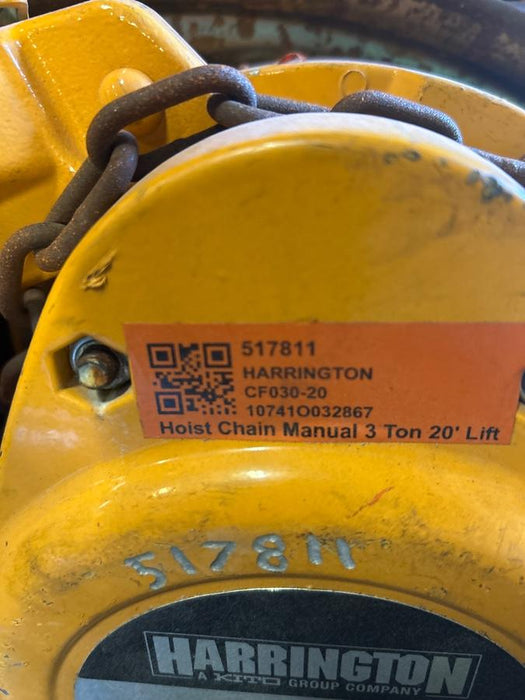 517811
HARRINGTON
CF030-20
10741O032867
Hoist Chain Manual 3 Ton 20' Lift
517811
HARRINGTON
A KITO GROUP COMPANY